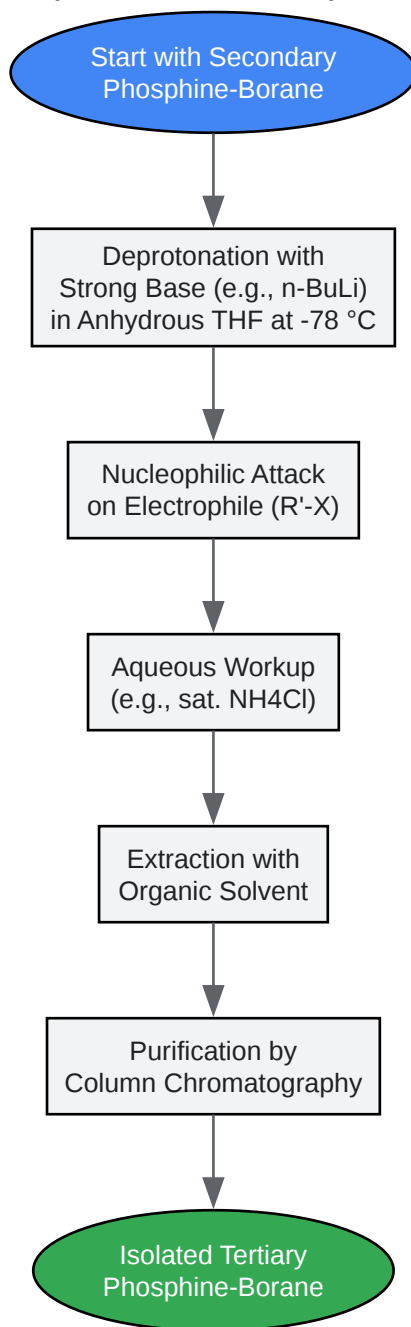 Start with Secondary
Phosphine-Borane
Deprotonation with
Strong Base (e.g., n-BuLi)
in Anhydrous THF at -78 °C
Nucleophilic Attack
on Electrophile (R'-X)
Aqueous Workup
(e.g., sat. NH4Cl)
Extraction with
Organic Solvent
Purification by
Column Chromatography
Isolated Tertiary
Phosphine-Borane